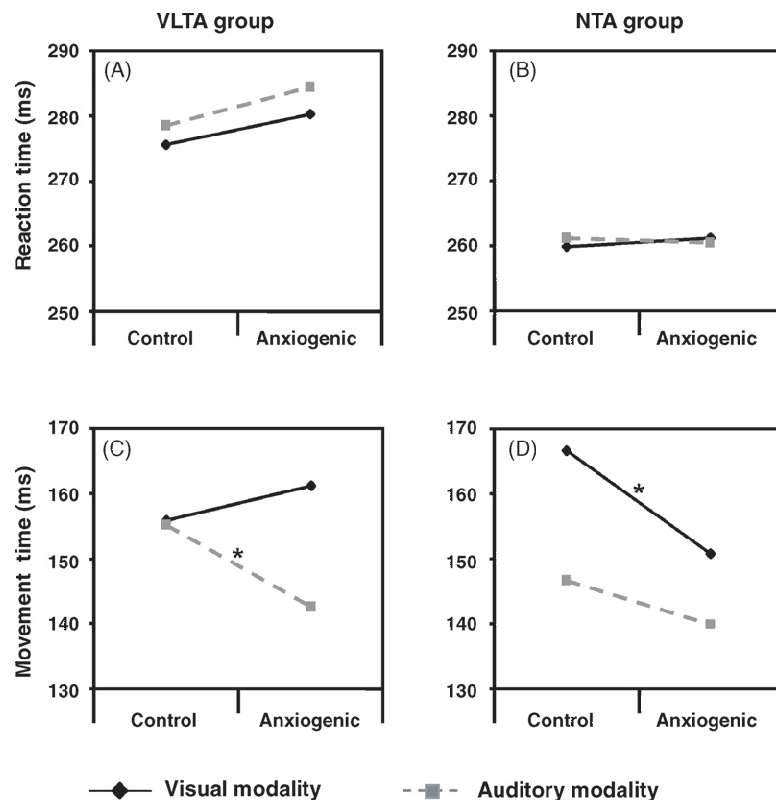 VLTA group
NTA group
Reaction time (ms)
290
280
270
260
250
(A)
Control
Anxiogenic
290
280
270
260
250
(B)
Control
Anxiogenic
Movement time (ms)
170
160
150
140
130
(C)
*
Control
Anxiogenic
170
160
150
140
130
(D)
*
Control
Anxiogenic
Visual modality
Auditory modality